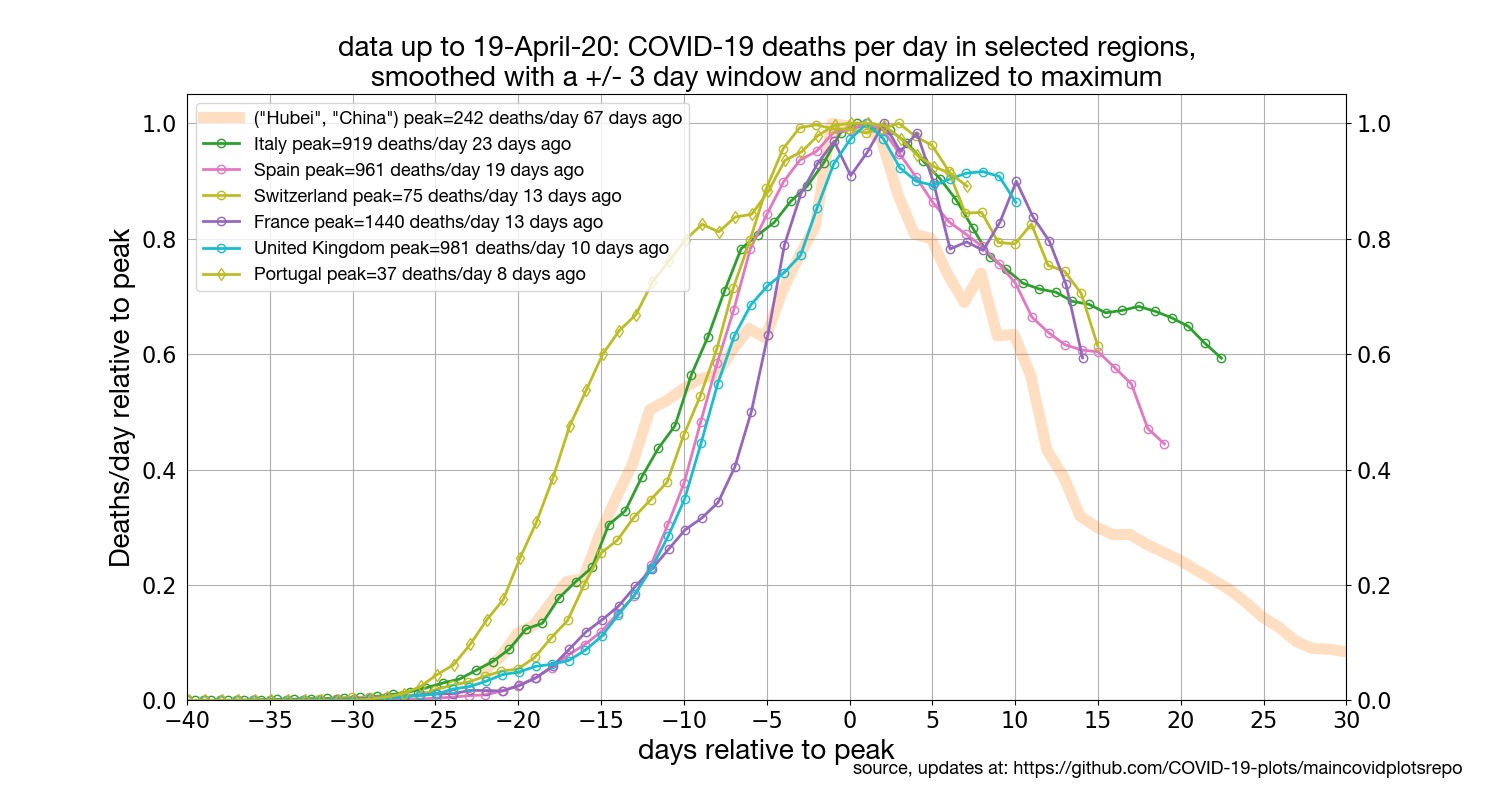 data up to 19-April-20: COVID-19 deaths per day in selected regions,
smoothed with a +/- 3 day window and normalized to maximum
("Hubei", "China") peak=242 deaths/day 67 days ago
Italy peak=919 deaths/day 23 days ago
Spain peak=961 deaths/day 19 days ago
Switzerland peak=75 deaths/day 13 days ago
France peak=1440 deaths/day 13 days ago
United Kingdom peak=981 deaths/day 10 days ago
Portugal peak=37 deaths/day 8 days ago
Deaths/day relative to peak
1.0
0.8
0.6
0.4
0.2
0.0
1.0
0.8
0.6
0.4
0.2
0.0
−40 −35 −30 −25 −20 −15 −10 −5 0 5 10 15 20 25 30
days relative to peak
source, updates at: https://github.com/COVID-19-plots/maincovidplotsrepo